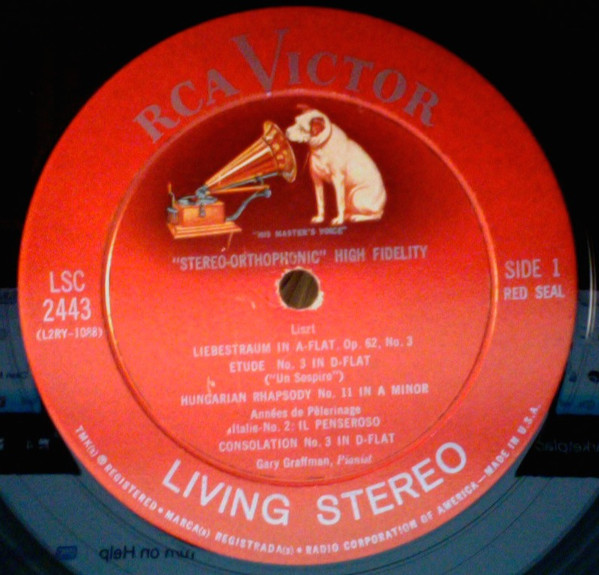 RCA VICTOR
"HIS MASTER'S VOICE"
"STEREO-ORTHOPHONIC" HIGH FIDELITY
LSC
2443
(L2RY-1088)
SIDE 1
RED SEAL
Liszt
LIEBESTRAUM IN A-FLAT, Op. 62, No. 3
ETUDE No. 3 IN D-FLAT
("Un Sospiro")
HUNGARIAN RHAPSODY No. 11 IN A MINOR
Années de Pèlerinage
Italie-No. 2: IL PENSEROSO
CONSOLATION No. 3 IN D-FLAT
Gary Graffman, Pianist
LIVING STEREO
TMK(s) ® REGISTERED • MARCA(s) REGISTRADA(s) • RADIO CORPORATION OF AMERICA—MADE IN U.S.A.
Turn on Help